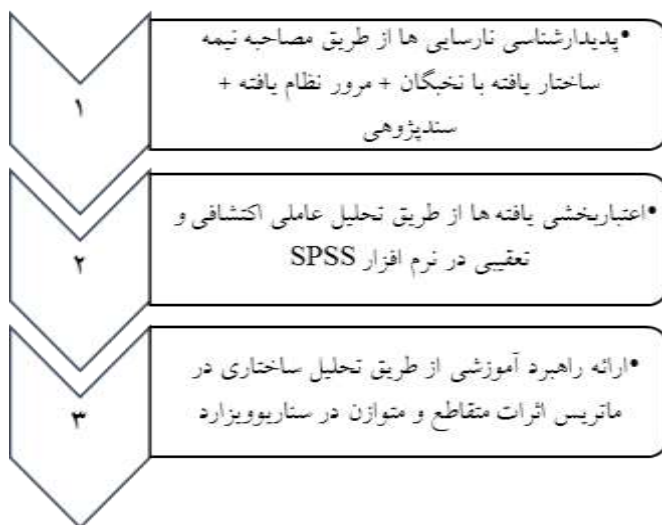 •پدیدارشناسی نارسایی ها از طریق مصاحبه نیمه
ساختار یافته با نخبگان + مرور نظام یافته +
سندپژوهی
۱
•اعتباربخشی یافته ها از طریق تحلیل عاملی اکتشافی و
تعقیبی در نرم افزار SPSS
۲
•ارائه راهبرد آموزشی از طریق تحلیل ساختاری در
ماتریس اثرات متقاطع و متوازن در سناریوویزارد
۳